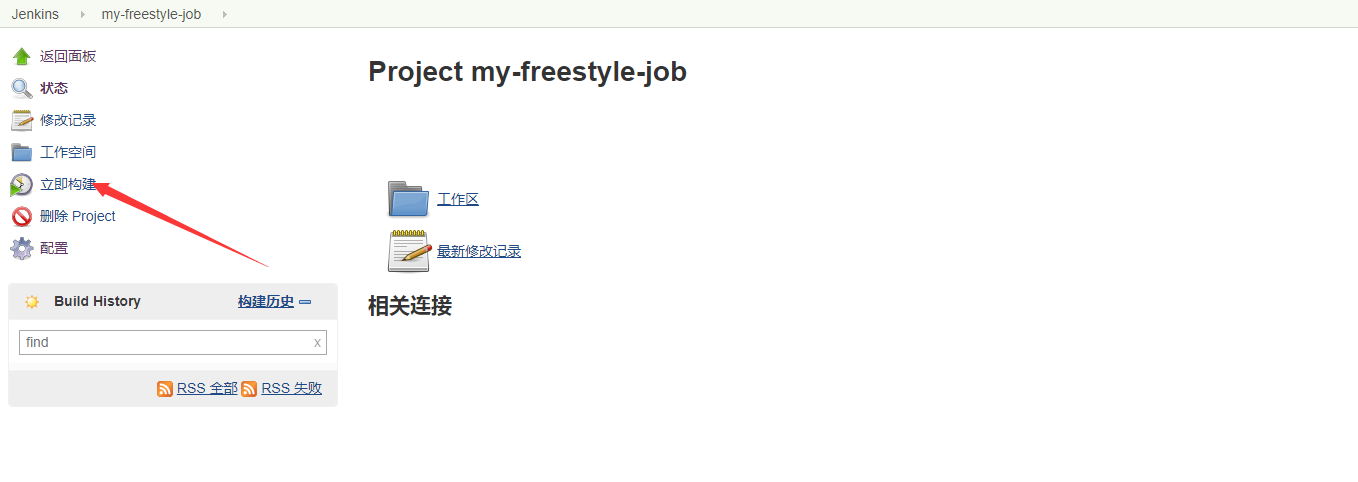 Jenkins my-freestyle-job
返回面板
状态
修改记录
工作空间
立即构建
删除 Project
配置
Build History 构建历史
find x
RSS 全部 RSS 失败
Project my-freestyle-job
工作区
最新修改记录
相关连接